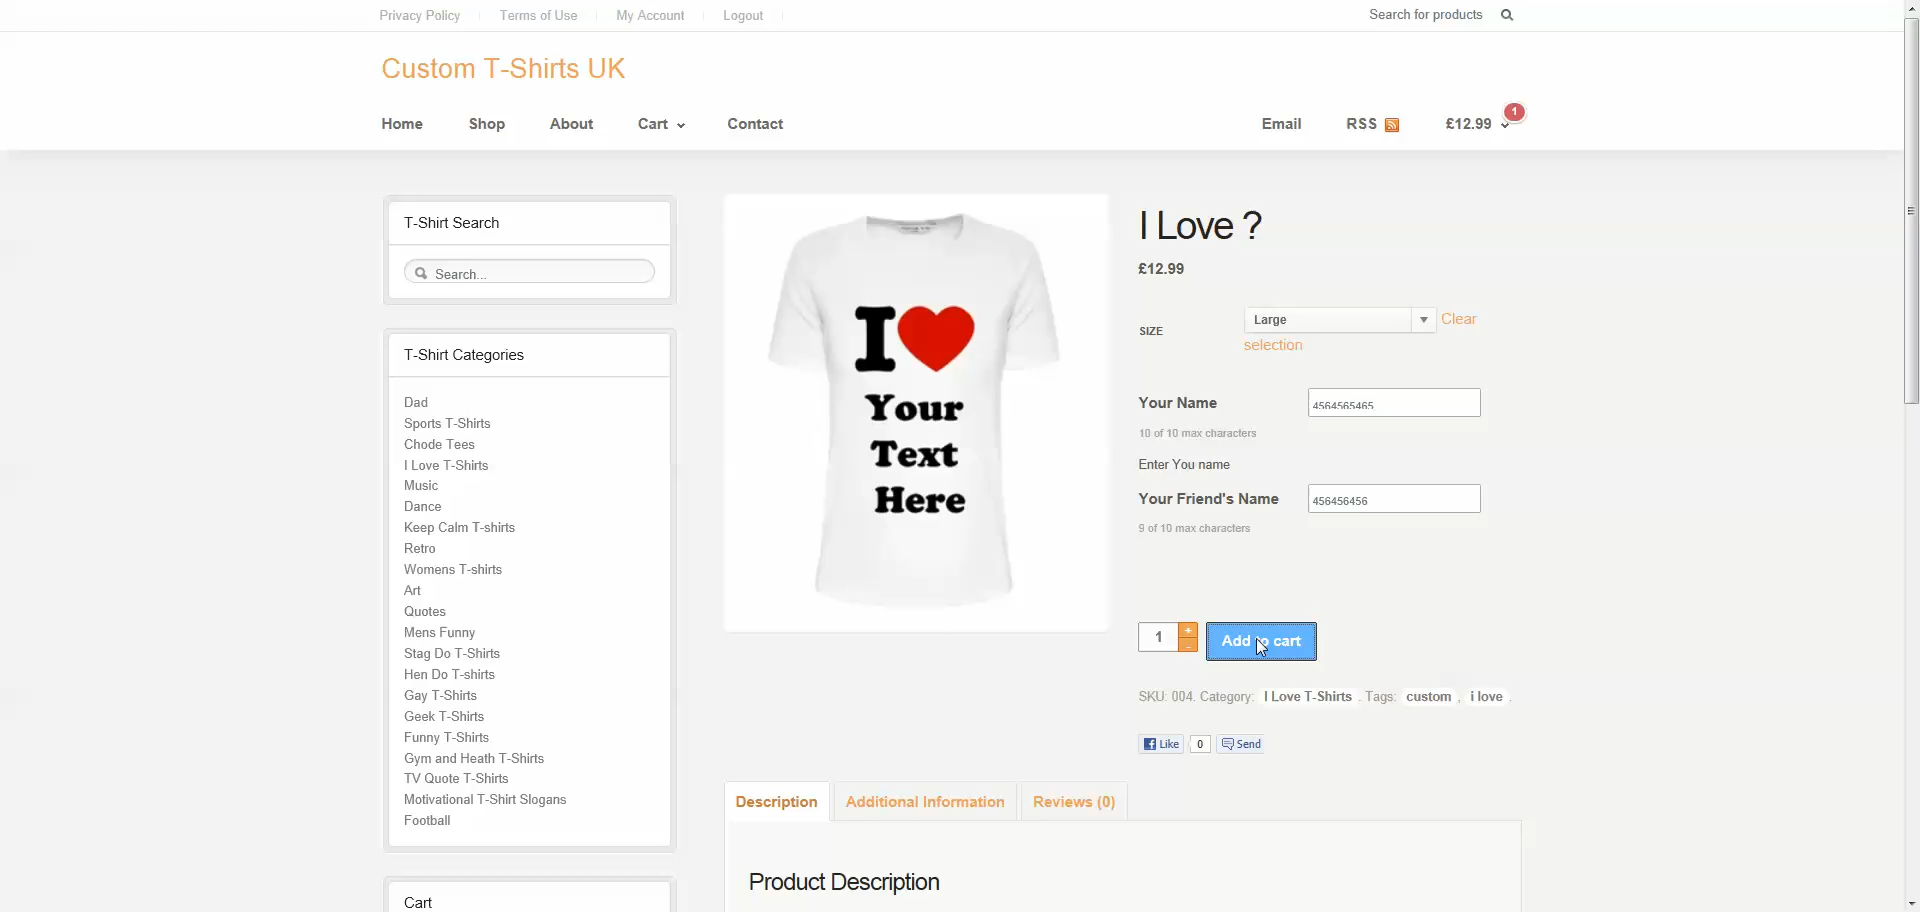 Privacy Policy
Terms of Use
My Account
Logout
Search for products
Custom T-Shirts UK
Home
Shop
About
Cart
Contact
Email
RSS
£12.99
1
T-Shirt Search
Search...
T-Shirt Categories
Dad
Sports T-Shirts
Chode Tees
I Love T-Shirts
Music
Dance
Keep Calm T-shirts
Retro
Womens T-shirts
Art
Quotes
Mens Funny
Stag Do T-Shirts
Hen Do T-shirts
Gay T-Shirts
Geek T-Shirts
Funny T-Shirts
Gym and Heath T-Shirts
TV Quote T-Shirts
Motivational T-Shirt Slogans
Football
Cart
I
Your
Text
Here
I Love ?
£12.99
SIZE
Large
Clear
selection
Your Name
4564565465
10 of 10 max characters
Enter You name
Your Friend's Name
456456456
9 of 10 max characters
1
+
-
Add to cart
SKU: 004. Category: I Love T-Shirts . Tags: custom , i love .
Like
0
Send
Description
Additional Information
Reviews (0)
Product Description